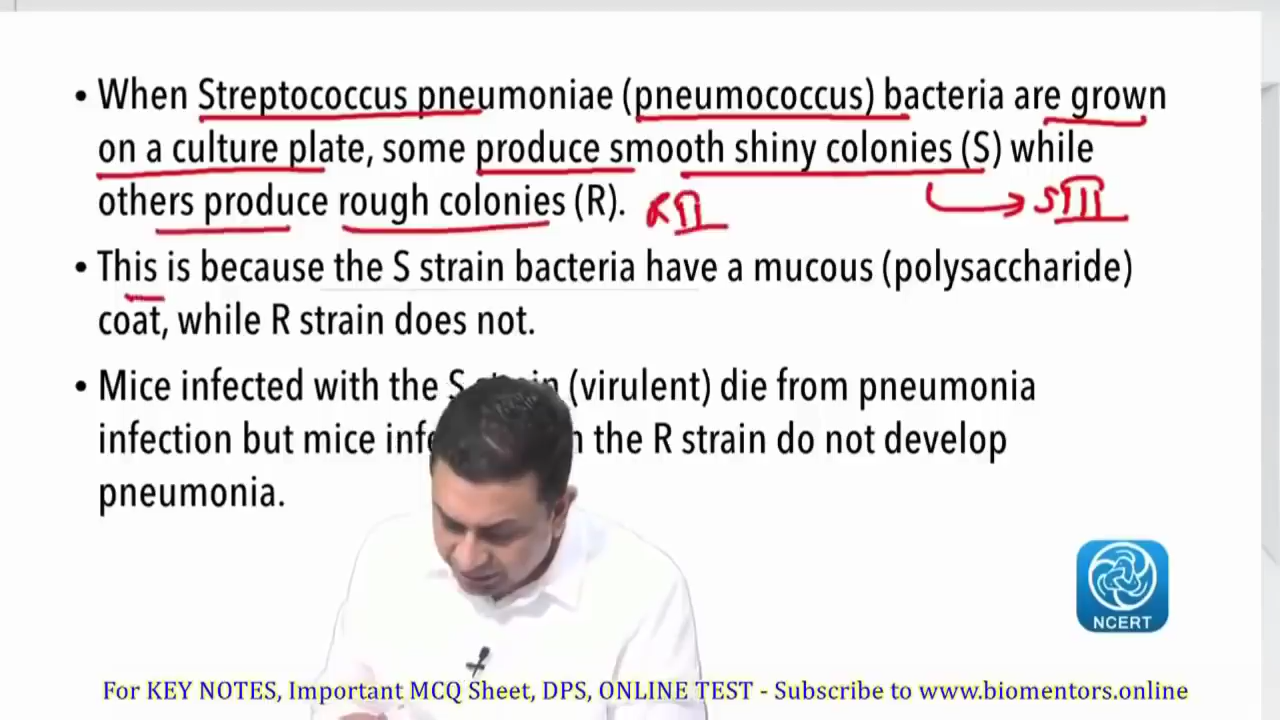 • When Streptococcus pneumoniae (pneumococcus) bacteria are grown
on a culture plate, some produce smooth shiny colonies (S) while
others produce rough colonies (R). RII SIII
• This is because the S strain bacteria have a mucous (polysaccharide)
coat, while R strain does not.
• Mice infected with the S strain (virulent) die from pneumonia
infection but mice the R strain do not develop
pneumonia.
NCERT
For KEY NOTES, Important MCQ Sheet, DPS, ONLINE TEST - Subscribe to www.biomentors.online